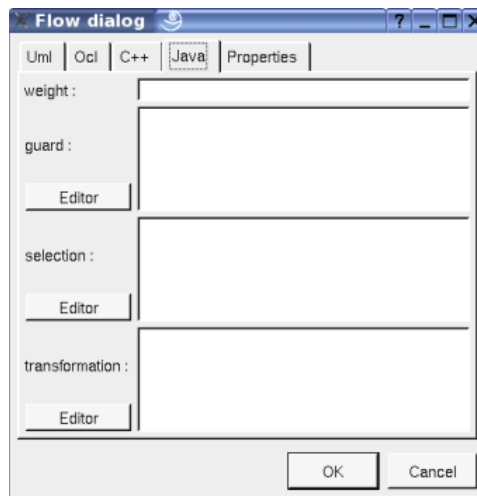 Flow dialog
Uml Ocl C++ Java Properties
weight :
guard :
Editor
selection :
Editor
transformation :
Editor
OK Cancel